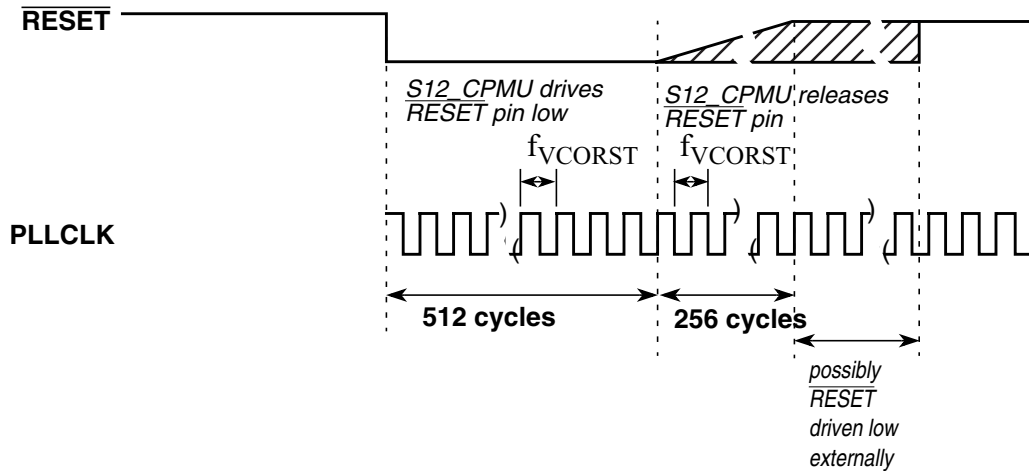 RESET
S12_CPMU drives
RESET pin low
S12_CPMU releases
RESET pin
fVCORST
fVCORST
PLLCLK
512 cycles
256 cycles
possibly
RESET
driven low
externally